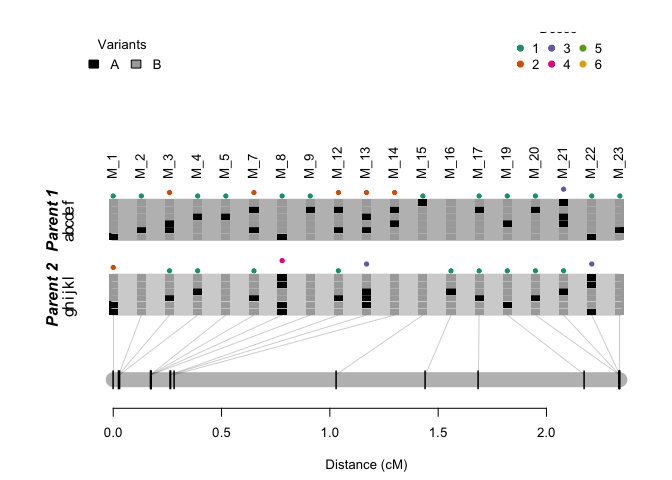 Variants
A B
1 3 5
2 4 6
M_1 M_2 M_3 M_4 M_5 M_7 M_8 M_9 M_12 M_13 M_14 M_15 M_16 M_17 M_19 M_20 M_21 M_22 M_23
Parent 1
abcdef
Parent 2
ghijkl
0.0 0.5 1.0 1.5 2.0
Distance (cM)